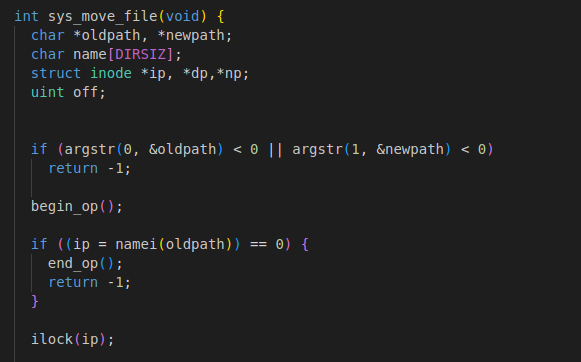 int sys_move_file(void) {
char *oldpath, *newpath;
char name[DIRSIZ];
struct inode *ip, *dp,*np;
uint off;
if (argstr(0, &oldpath) < 0 || argstr(1, &newpath) < 0)
return -1;
begin_op();
if ((ip = namei(oldpath)) == 0) {
end_op();
return -1;
}
ilock(ip);